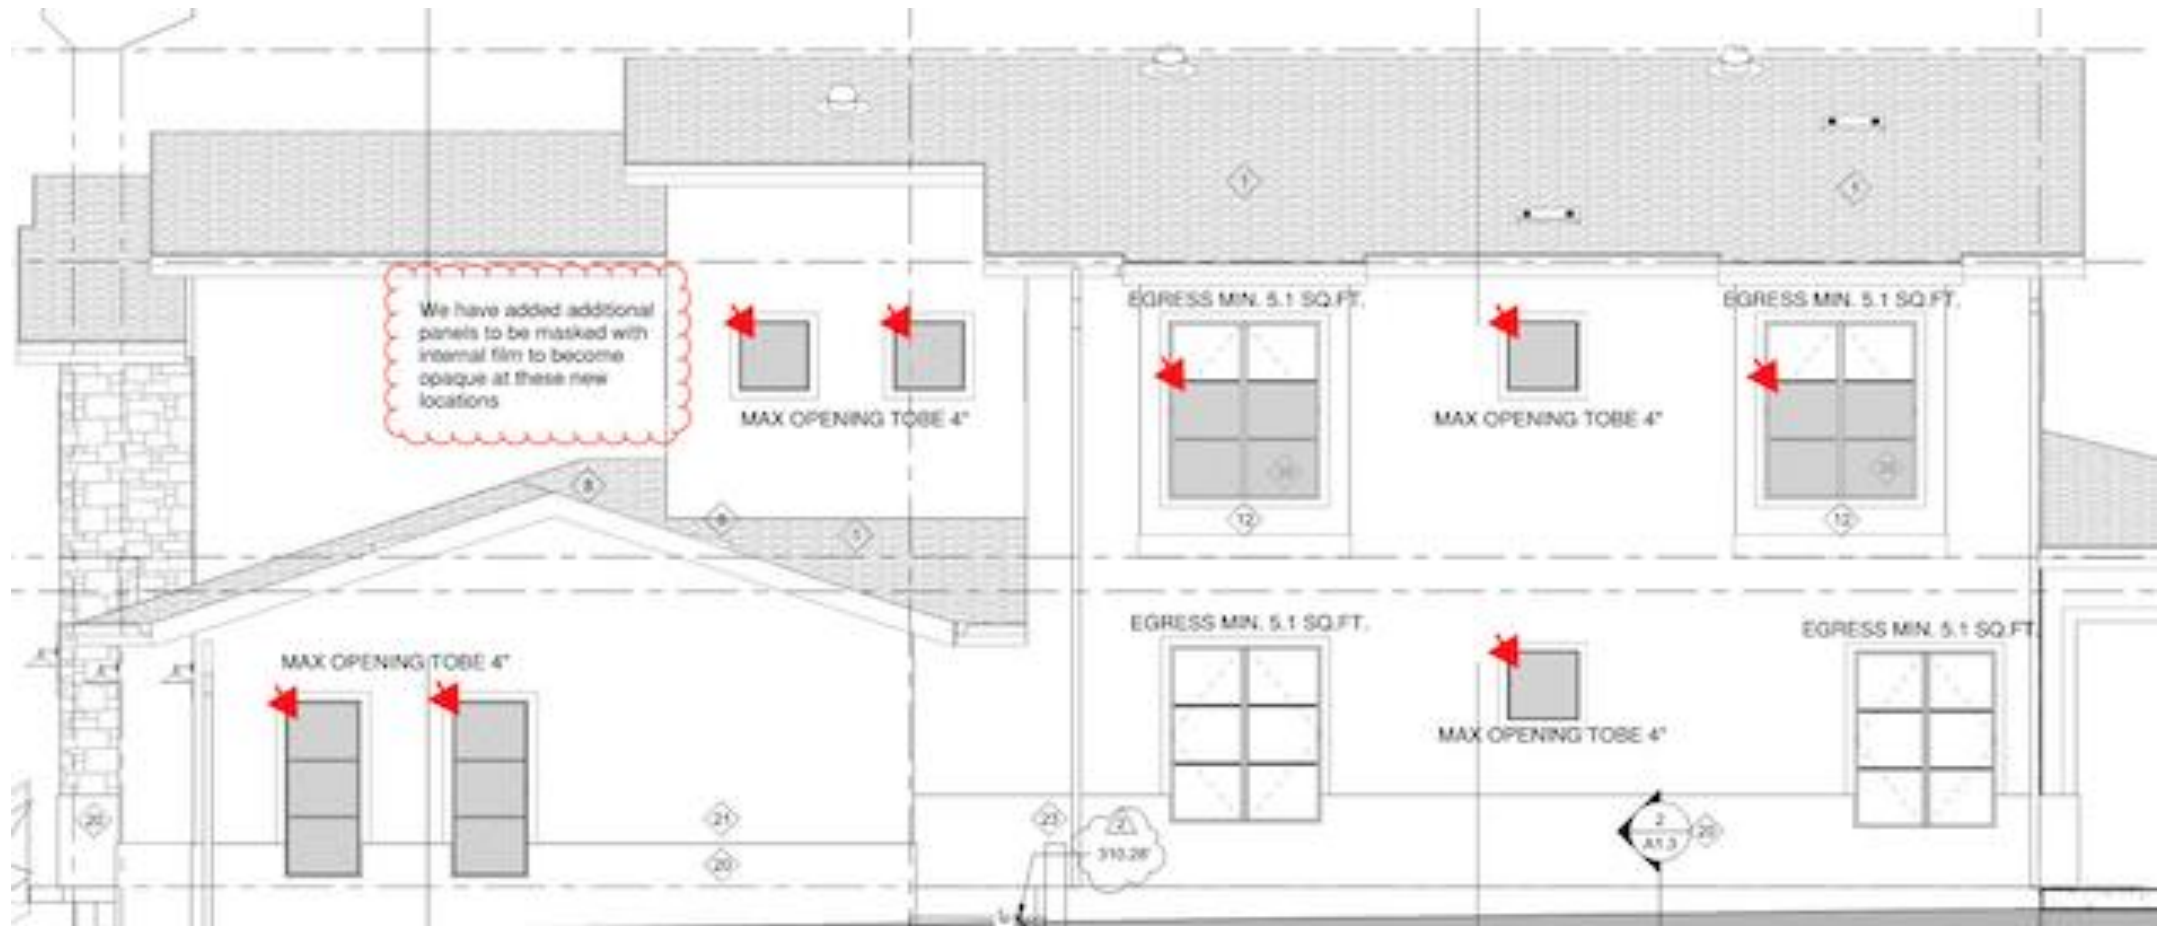 1
1
EGRESS MIN. 5.1 SQ.FT.
EGRESS MIN. 5.1 SQ.FT.
We have added additional
panels to be masked with
internal film to become
opaque at these new
locations
MAX OPENING TOBE 4"
MAX OPENING TOBE 4"
8
12
12
EGRESS MIN. 5.1 SQ.FT.
EGRESS MIN. 5.1 SQ.FT.
MAX OPENING TOBE 4"
MAX OPENING TOBE 4"
20
21
23
2
310.28'
2
A1.3
20
20